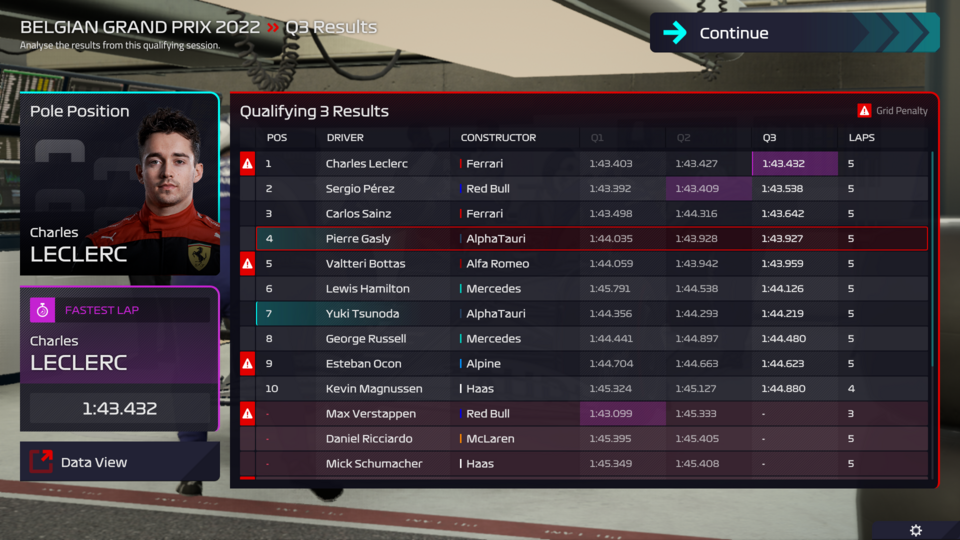 BELGIAN GRAND PRIX 2022 » Q3 Results
Analyse the results from this qualifying session.
Continue
Pole Position
Charles
LECLERC
FASTEST LAP
Charles
LECLERC
1:43.432
Data View
Qualifying 3 Results
Grid Penalty
POS DRIVER CONSTRUCTOR Q1 Q2 Q3 LAPS
1 Charles Leclerc Ferrari 1:43.403 1:43.427 1:43.432 5
2 Sergio Pérez Red Bull 1:43.392 1:43.409 1:43.538 5
3 Carlos Sainz Ferrari 1:43.498 1:44.316 1:43.642 5
4 Pierre Gasly AlphaTauri 1:44.035 1:43.928 1:43.927 5
5 Valtteri Bottas Alfa Romeo 1:44.059 1:43.942 1:43.959 5
6 Lewis Hamilton Mercedes 1:45.791 1:44.538 1:44.126 5
7 Yuki Tsunoda AlphaTauri 1:44.356 1:44.293 1:44.219 5
8 George Russell Mercedes 1:44.441 1:44.897 1:44.480 5
9 Esteban Ocon Alpine 1:44.704 1:44.663 1:44.623 5
10 Kevin Magnussen Haas 1:45.324 1:45.127 1:44.880 4
- Max Verstappen Red Bull 1:43.099 1:45.333 - 3
- Daniel Ricciardo McLaren 1:45.395 1:45.405 - 5
- Mick Schumacher Haas 1:45.349 1:45.408 - 5